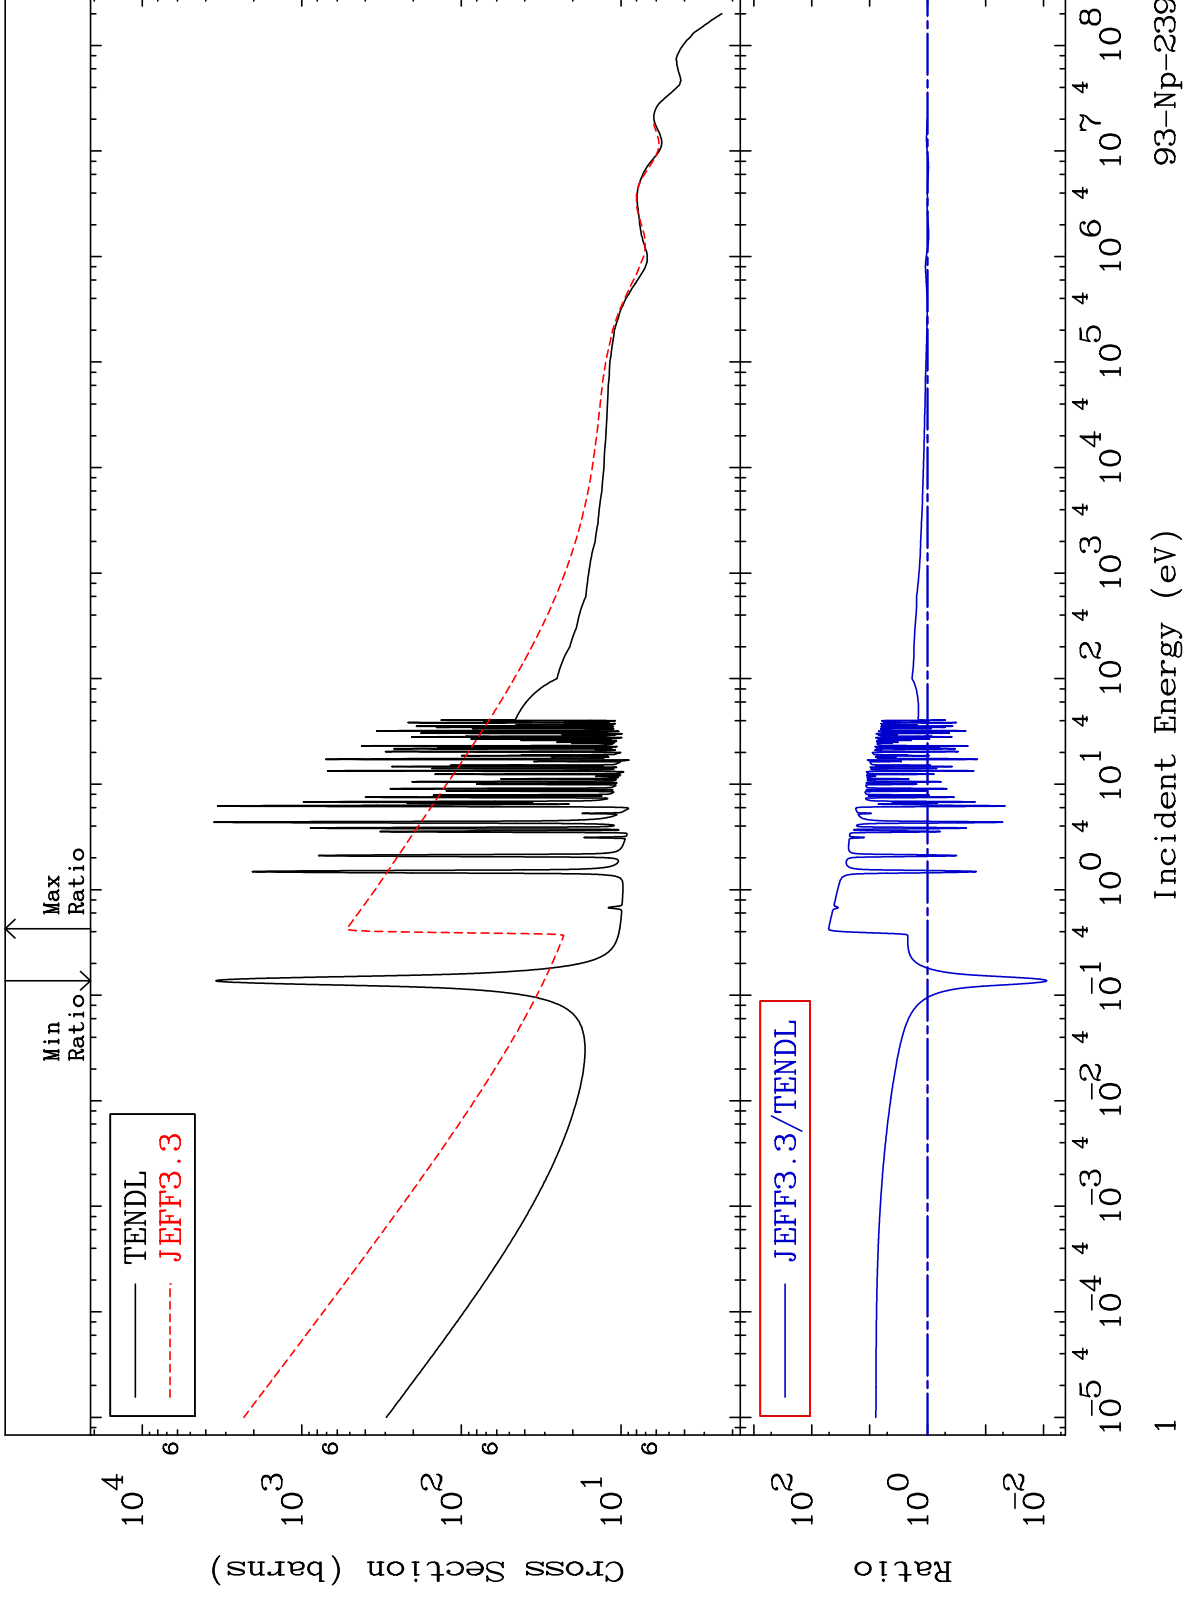 Min
Ratio
Max
Ratio
TENDL
JEFF3.3
10^4
6
10^3
6
10^2
6
10^1
6
Cross Section (barns)
JEFF3.3/TENDL
10^2
10^0
10^-2
Ratio
10^-5 4 10^-4 4 10^-3 4 10^-2 4 10^-1 4 10^0 4 10^1 4 10^2 4 10^3 4 10^4 4 10^5 4 10^6 4 10^7 4 10^8
1 Incident Energy (eV) 93-Np-239